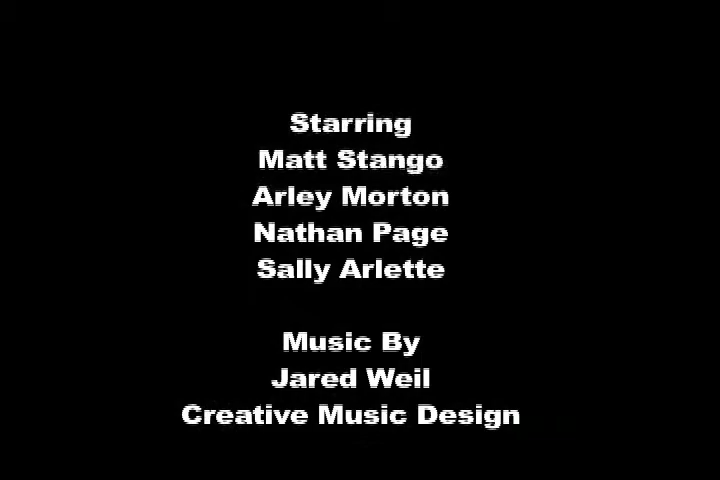 Starring
Matt Stango
Arley Morton
Nathan Page
Sally Arlette
Music By
Jared Weil
Creative Music Design